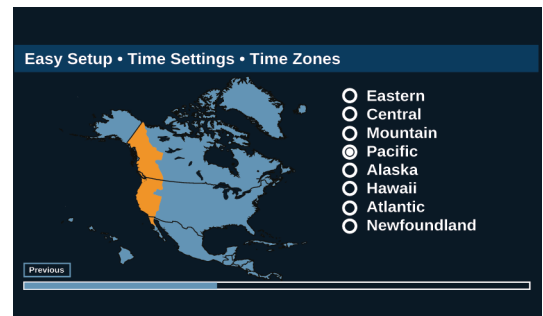 Easy Setup • Time Settings • Time Zones
Eastern
Central
Mountain
Pacific
Alaska
Hawaii
Atlantic
Newfoundland
Previous